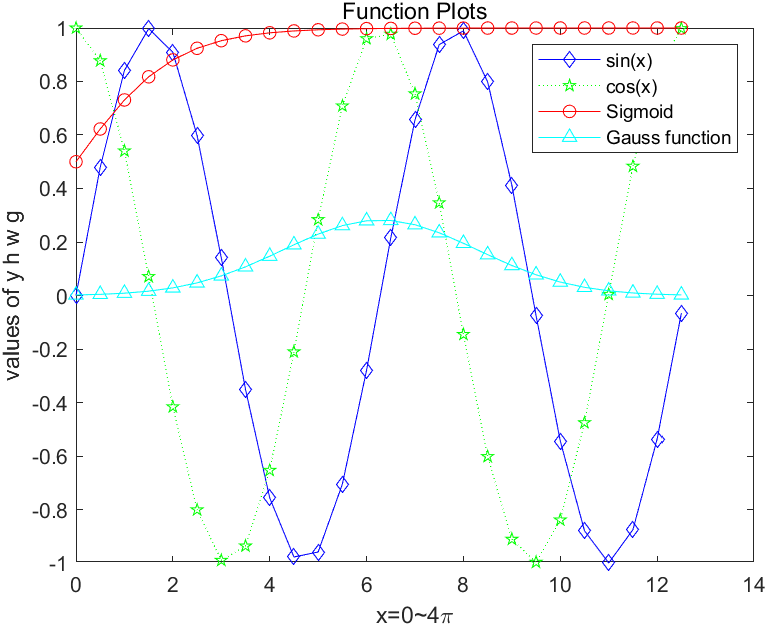 Function Plots
1
0.8
0.6
0.4
0.2
0
-0.2
-0.4
-0.6
-0.8
-1
values of y h w g
sin(x)
cos(x)
Sigmoid
Gauss function
0 2 4 6 8 10 12 14
x=0~4π